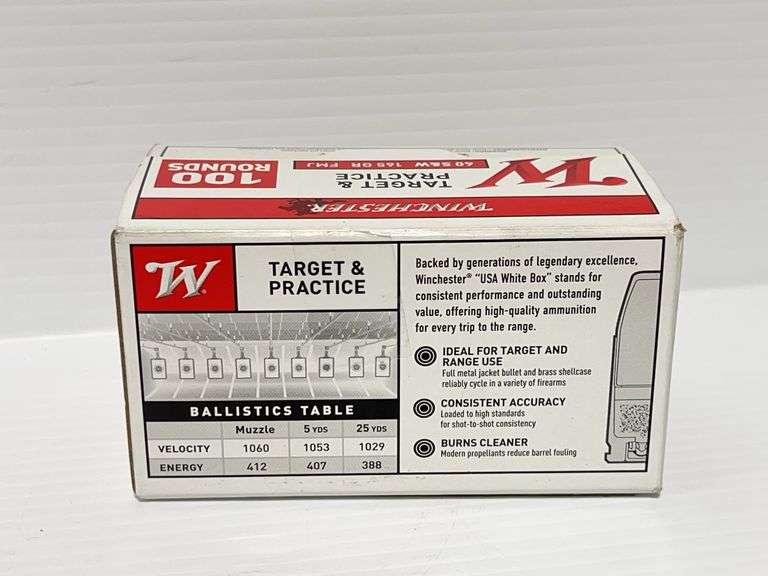 WINCHESTER
W
TARGET &
PRACTICE
40 S&W 165 GR FMJ
100
ROUNDS
W
TARGET &
PRACTICE
BALLISTICS TABLE
Muzzle 5 YDS 25 YDS
VELOCITY 1060 1053 1029
ENERGY 412 407 388
Backed by generations of legendary excellence,
Winchester® “USA White Box” stands for
consistent performance and outstanding
value, offering high-quality ammunition
for every trip to the range.
IDEAL FOR TARGET AND
RANGE USE
Full metal jacket bullet and brass shellcase
reliably cycle in a variety of firearms
CONSISTENT ACCURACY
Loaded to high standards
for shot-to-shot consistency
BURNS CLEANER
Modern propellants reduce barrel fouling